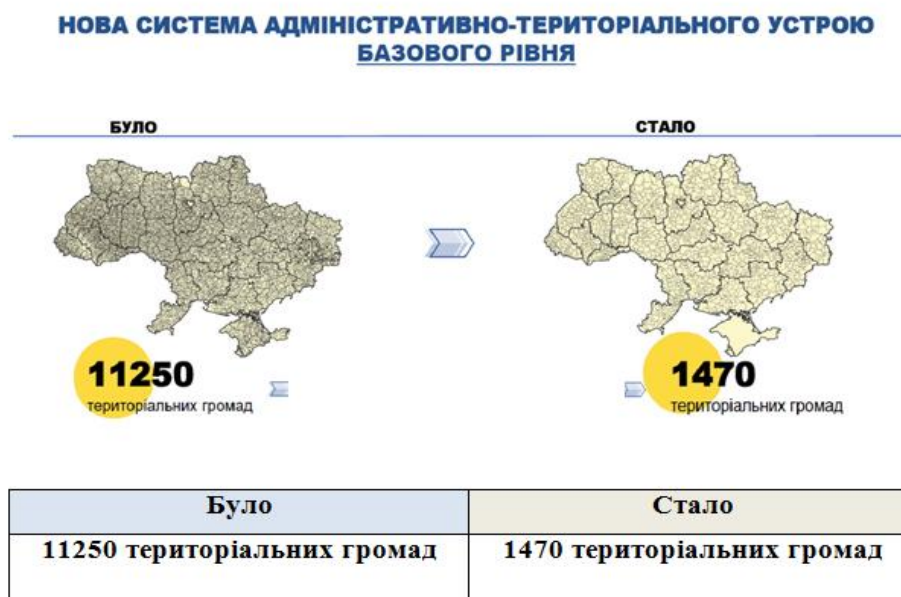 НОВА СИСТЕМА АДМІНІСТРАТИВНО-ТЕРИТОРІАЛЬНОГО УСТРОЮ
БАЗОВОГО РІВНЯ
БУЛО
СТАЛО
11250
територіальних громад
1470
територіальних громад
Було
Стало
11250 територіальних громад
1470 територіальних громад